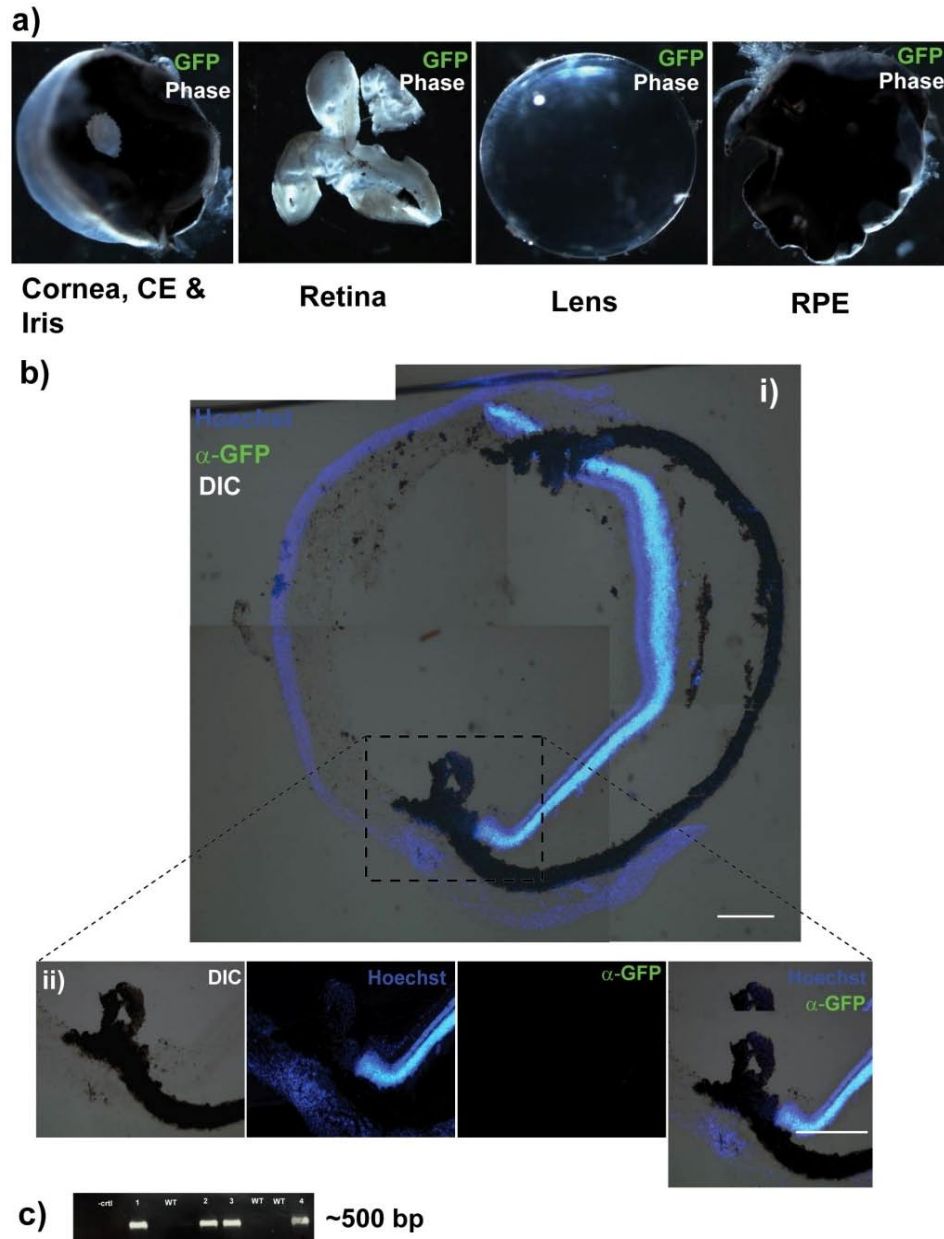 a)
GFP
Phase
GFP
Phase
GFP
Phase
GFP
Phase
Cornea, CE &
Iris
Retina
Lens
RPE
b)
i)
Hoechst
α-GFP
DIC
ii)
DIC
Hoechst
α-GFP
Hoechst
α-GFP
c)
-crtl 1 WT 2 3 WT WT 4
~500 bp